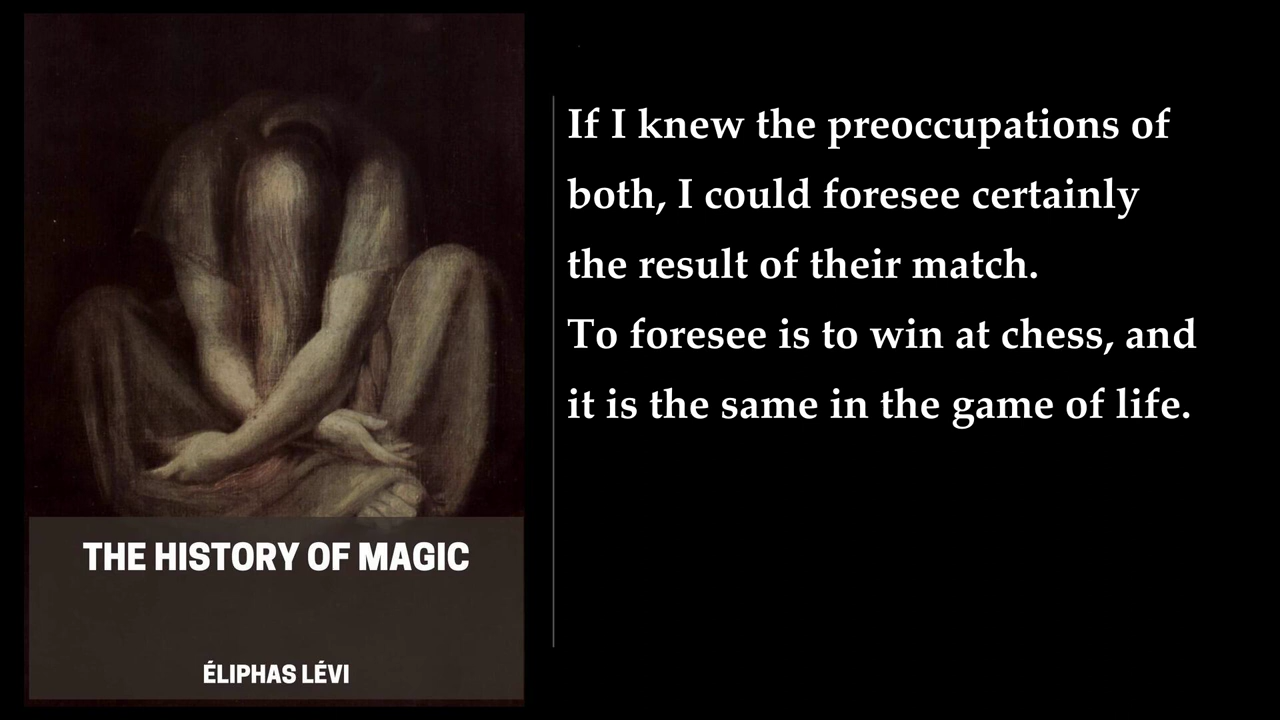 THE HISTORY OF MAGIC
ÉLIPHAS LÉVI
If I knew the preoccupations of
both, I could foresee certainly
the result of their match.
To foresee is to win at chess, and
it is the same in the game of life.